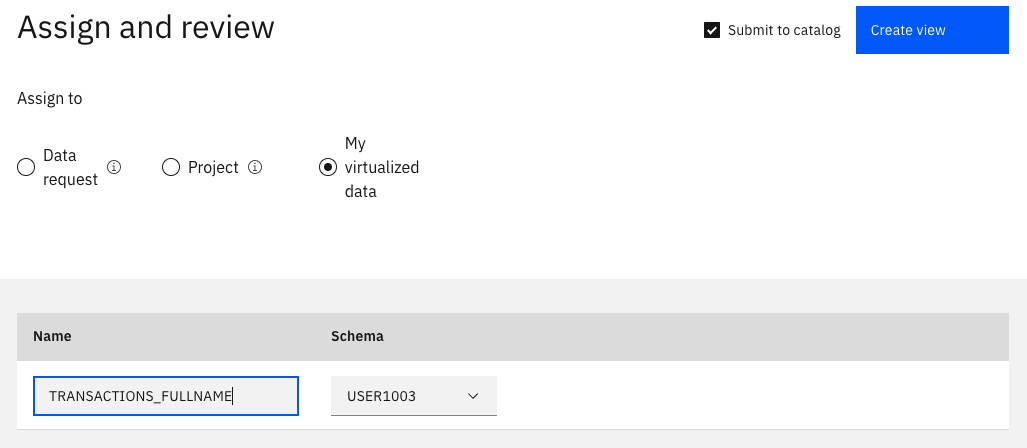 Assign and review
Submit to catalog
Create view
Assign to
Data
request
Project
My
virtualized
data
Name
Schema
TRANSACTIONS_FULLNAME
USER1003